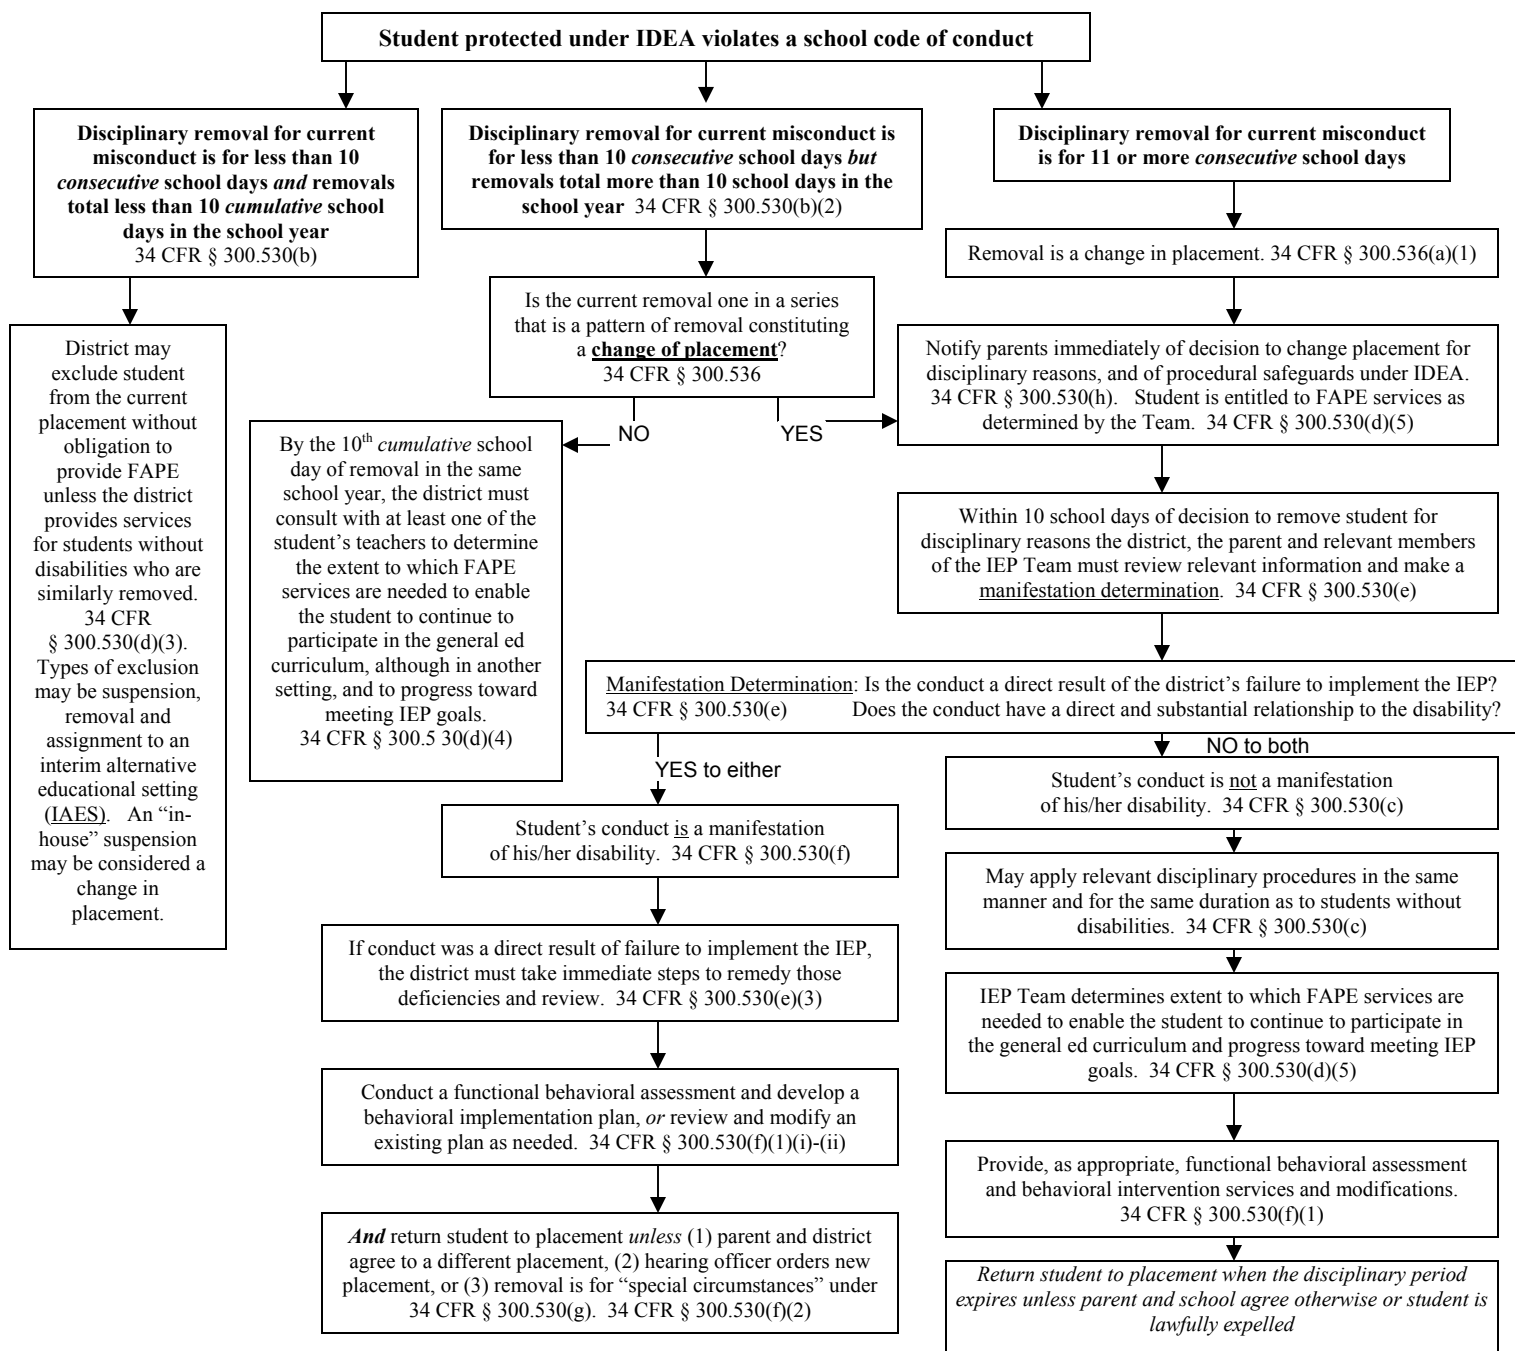 Student protected under IDEA violates a school code of conduct
Disciplinary removal for current
misconduct is for less than 10
consecutive school days and removals
total less than 10 cumulative school
days in the school year
34 CFR § 300.530(b)
Disciplinary removal for current misconduct is
for less than 10 consecutive school days but
removals total more than 10 school days in the
school year 34 CFR § 300.530(b)(2)
Disciplinary removal for current misconduct
is for 11 or more consecutive school days
Removal is a change in placement. 34 CFR § 300.536(a)(1)
Is the current removal one in a series
that is a pattern of removal constituting
a change of placement?
34 CFR § 300.536
NO
YES
District may
exclude student
from the current
placement without
obligation to
provide FAPE
unless the district
provides services
for students without
disabilities who are
similarly removed.
34 CFR
§ 300.530(d)(3).
Types of exclusion
may be suspension,
removal and
assignment to an
interim alternative
educational setting
(IAES). An “in-
house” suspension
may be considered a
change in
placement.
By the 10th cumulative school
day of removal in the same
school year, the district must
consult with at least one of the
student’s teachers to determine
the extent to which FAPE
services are needed to enable
the student to continue to
participate in the general ed
curriculum, although in another
setting, and to progress toward
meeting IEP goals.
34 CFR § 300.5 30(d)(4)
Notify parents immediately of decision to change placement for
disciplinary reasons, and of procedural safeguards under IDEA.
34 CFR § 300.530(h). Student is entitled to FAPE services as
determined by the Team. 34 CFR § 300.530(d)(5)
Within 10 school days of decision to remove student for
disciplinary reasons the district, the parent and relevant members
of the IEP Team must review relevant information and make a
manifestation determination. 34 CFR § 300.530(e)
Manifestation Determination: Is the conduct a direct result of the district’s failure to implement the IEP?
34 CFR § 300.530(e) Does the conduct have a direct and substantial relationship to the disability?
YES to either
NO to both
Student’s conduct is a manifestation
of his/her disability. 34 CFR § 300.530(f)
If conduct was a direct result of failure to implement the IEP,
the district must take immediate steps to remedy those
deficiencies and review. 34 CFR § 300.530(e)(3)
Conduct a functional behavioral assessment and develop a
behavioral implementation plan, or review and modify an
existing plan as needed. 34 CFR § 300.530(f)(1)(i)-(ii)
And return student to placement unless (1) parent and district
agree to a different placement, (2) hearing officer orders new
placement, or (3) removal is for “special circumstances” under
34 CFR § 300.530(g). 34 CFR § 300.530(f)(2)
Student’s conduct is not a manifestation
of his/her disability. 34 CFR § 300.530(c)
May apply relevant disciplinary procedures in the same
manner and for the same duration as to students without
disabilities. 34 CFR § 300.530(c)
IEP Team determines extent to which FAPE services are
needed to enable the student to continue to participate in
the general ed curriculum and progress toward meeting IEP
goals. 34 CFR § 300.530(d)(5)
Provide, as appropriate, functional behavioral assessment
and behavioral intervention services and modifications.
34 CFR § 300.530(f)(1)
Return student to placement when the disciplinary period
expires unless parent and school agree otherwise or student is
lawfully expelled